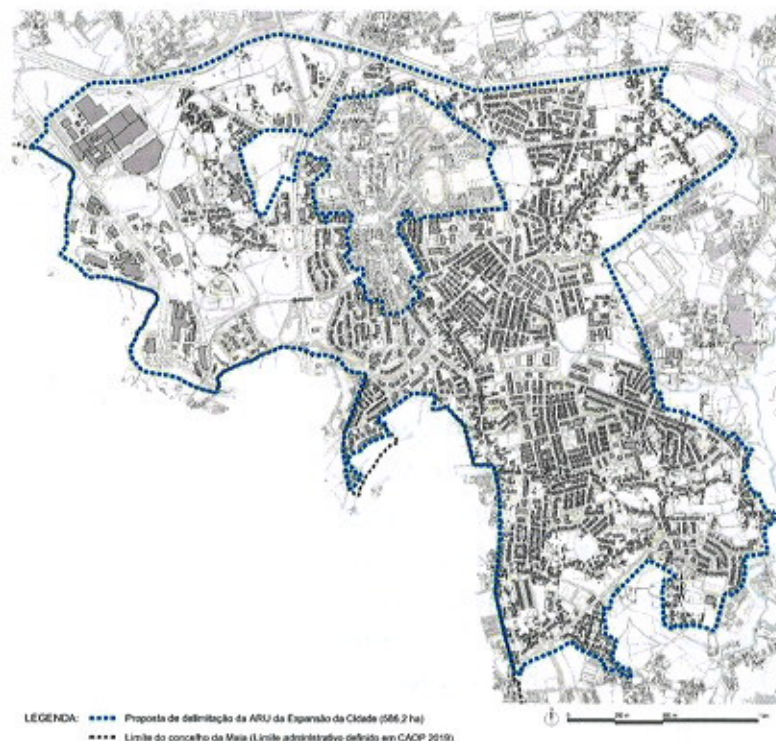 LEGENDA: Proposta de delimitação da ARU da Expansão da Cidade (586,2 ha)
Limite do concelho da Maia (Limite administrativo definido em CAOP 2019)